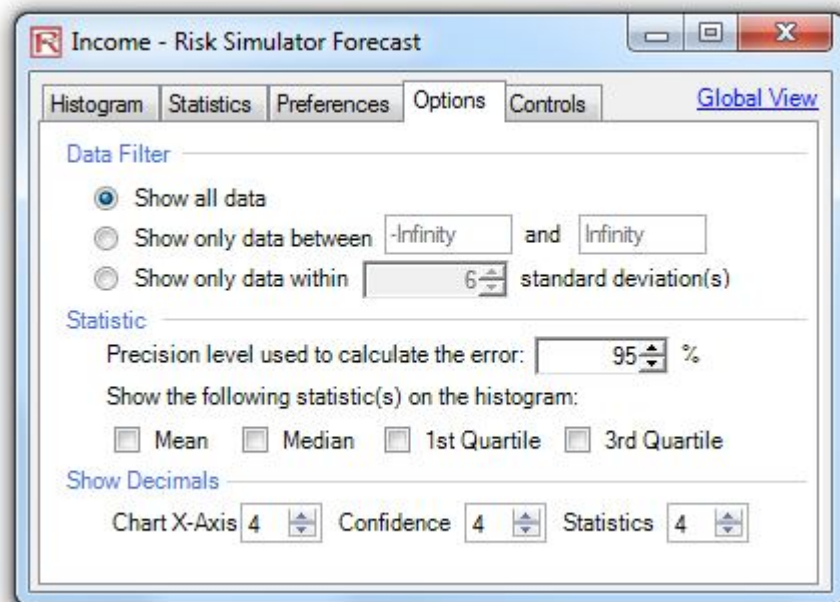 Income - Risk Simulator Forecast
Histogram Statistics Preferences Options Controls Global View
Data Filter
Show all data
Show only data between -Infinity and Infinity
Show only data within 6 standard deviation(s)
Statistic
Precision level used to calculate the error: 95 %
Show the following statistic(s) on the histogram:
Mean Median 1st Quartile 3rd Quartile
Show Decimals
Chart X-Axis 4 Confidence 4 Statistics 4